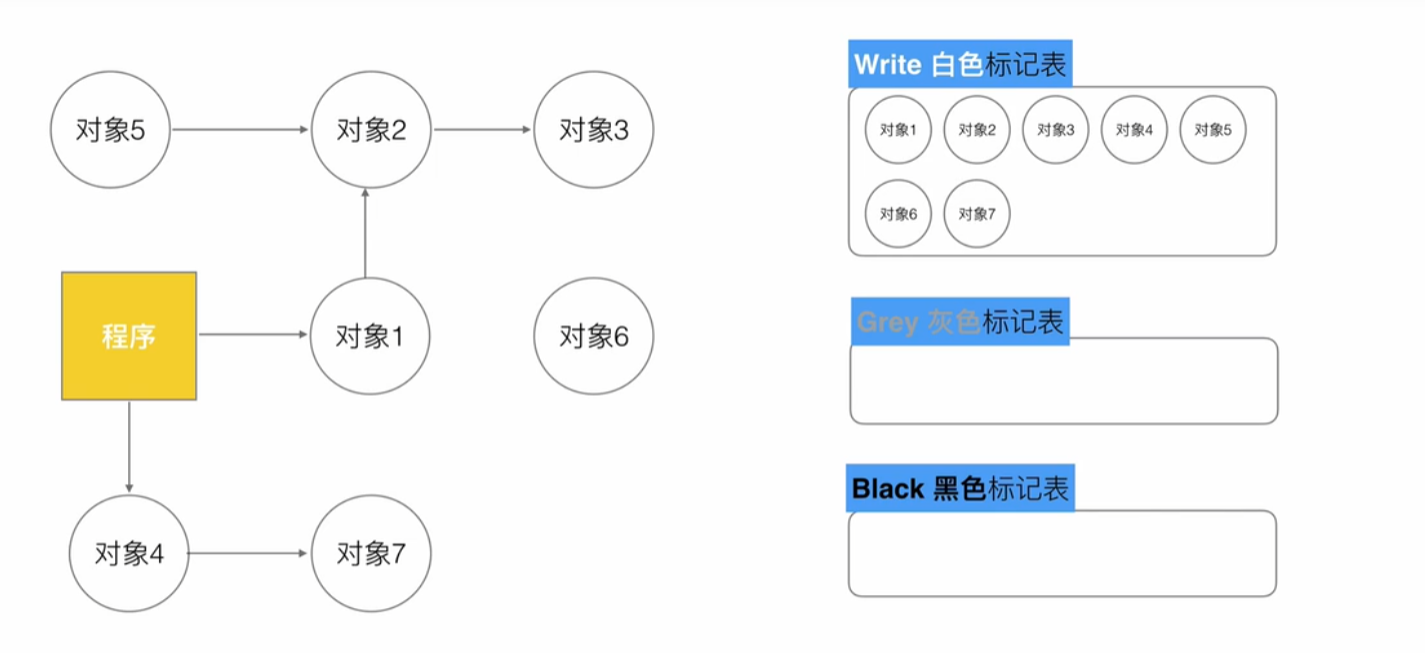 对象5
对象2
对象3
程序
对象1
对象6
对象4
对象7
Write 白色标记表
对象1
对象2
对象3
对象4
对象5
对象6
对象7
Grey 灰色标记表
Black 黑色标记表